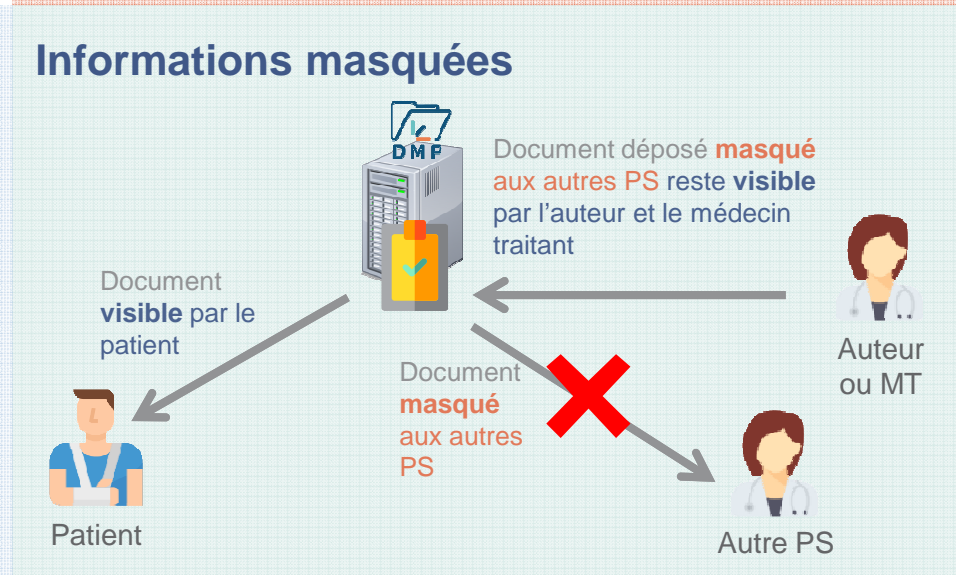 Informations masquées
DMP
Document déposé masqué
aux autres PS reste visible
par l’auteur et le médecin
traitant
Document
visible par le
patient
Auteur
ou MT
Document
masqué
aux autres
PS
Patient
Autre PS